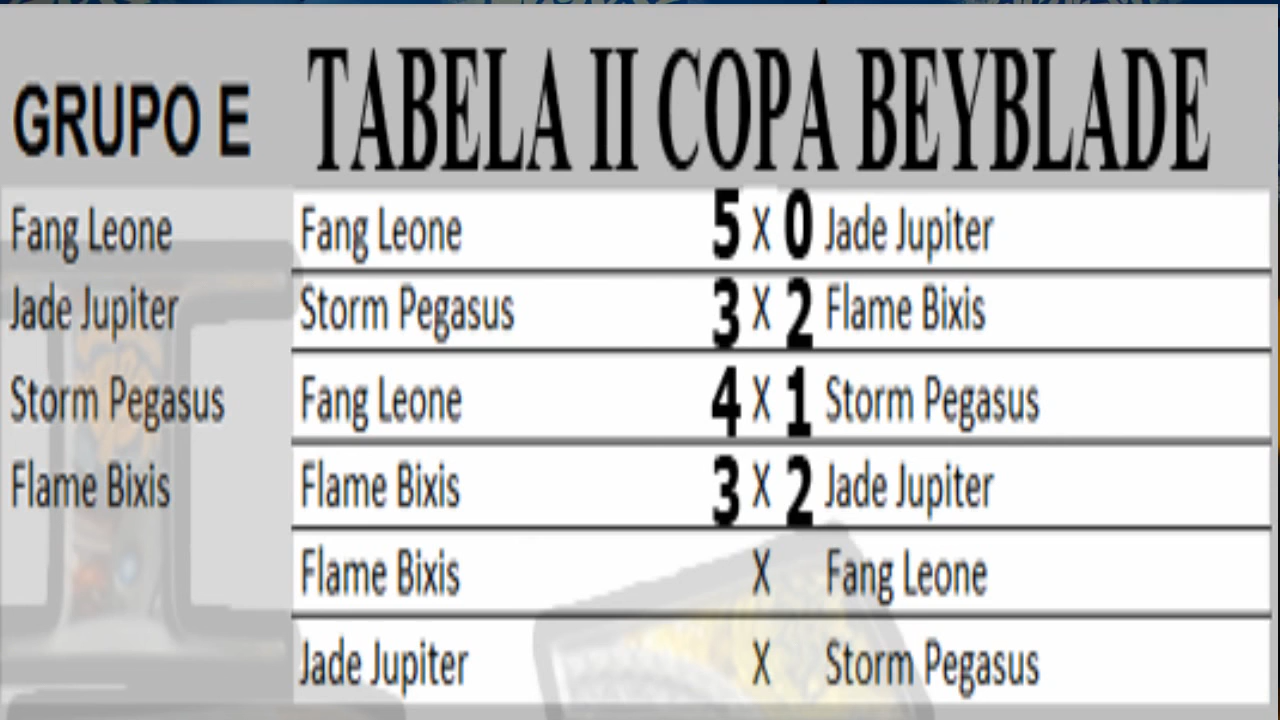 GRUPO E TABELA II COPA BEYBLADE
Fang Leone Fang Leone 5 X 0 Jade Jupiter
Jade Jupiter Storm Pegasus 3 X 2 Flame Bixis
Storm Pegasus Fang Leone 4 X 1 Storm Pegasus
Flame Bixis Flame Bixis 3 X 2 Jade Jupiter
Flame Bixis X Fang Leone
Jade Jupiter X Storm Pegasus